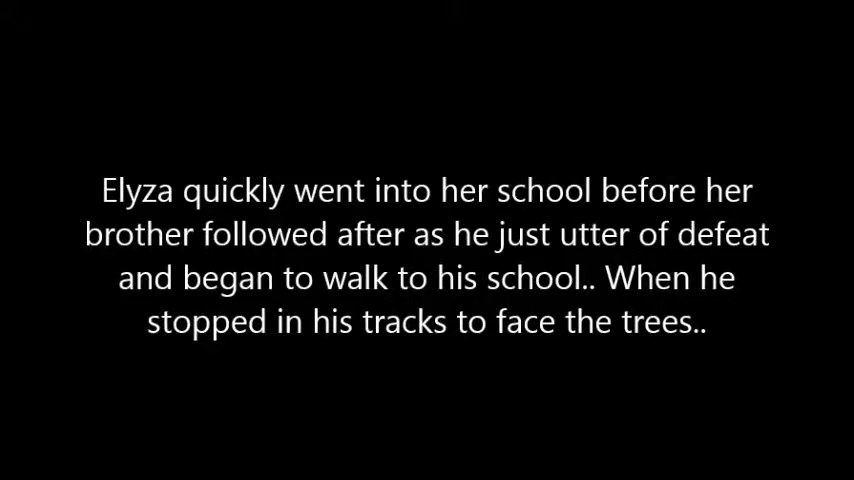 Elyza quickly went into her school before her
brother followed after as he just utter of defeat
and began to walk to his school.. When he
stopped in his tracks to face the trees..